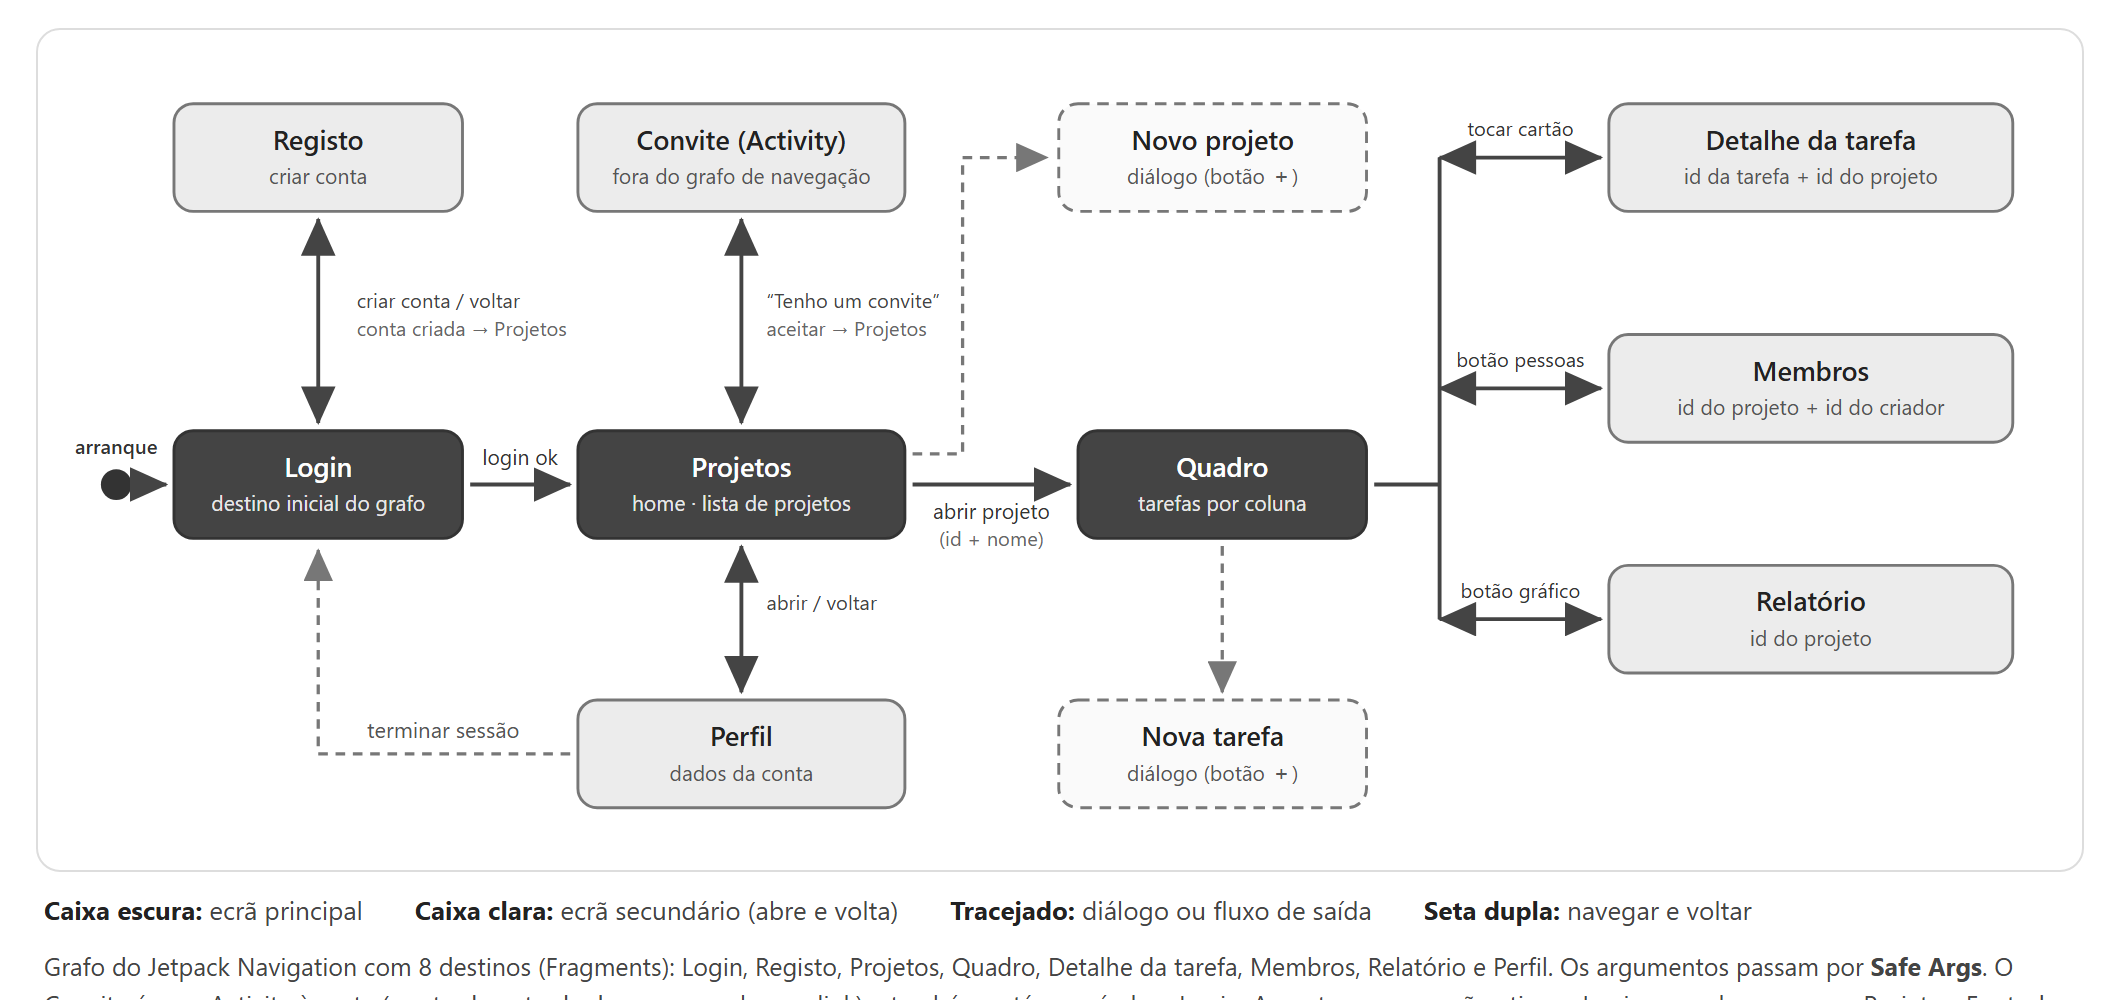 Registo
criar conta
Convite (Activity)
fora do grafo de navegação
Novo projeto
diálogo (botão +)
tocar cartão
Detalhe da tarefa
id da tarefa + id do projeto
criar conta / voltar
conta criada → Projetos
“Tenho um convite”
aceitar → Projetos
botão pessoas
Membros
id do projeto + id do criador
arranque
Login
destino inicial do grafo
login ok
Projetos
home · lista de projetos
abrir projeto
(id + nome)
Quadro
tarefas por coluna
botão gráfico
Relatório
id do projeto
abrir / voltar
terminar sessão
Perfil
dados da conta
Nova tarefa
diálogo (botão +)
Caixa escura: ecrã principal Caixa clara: ecrã secundário (abre e volta) Tracejado: diálogo ou fluxo de saída Seta dupla: navegar e voltar
Grafo do Jetpack Navigation com 8 destinos (Fragments): Login, Registo, Projetos, Quadro, Detalhe da tarefa, Membros, Relatório e Perfil. Os argumentos passam por Safe Args. O